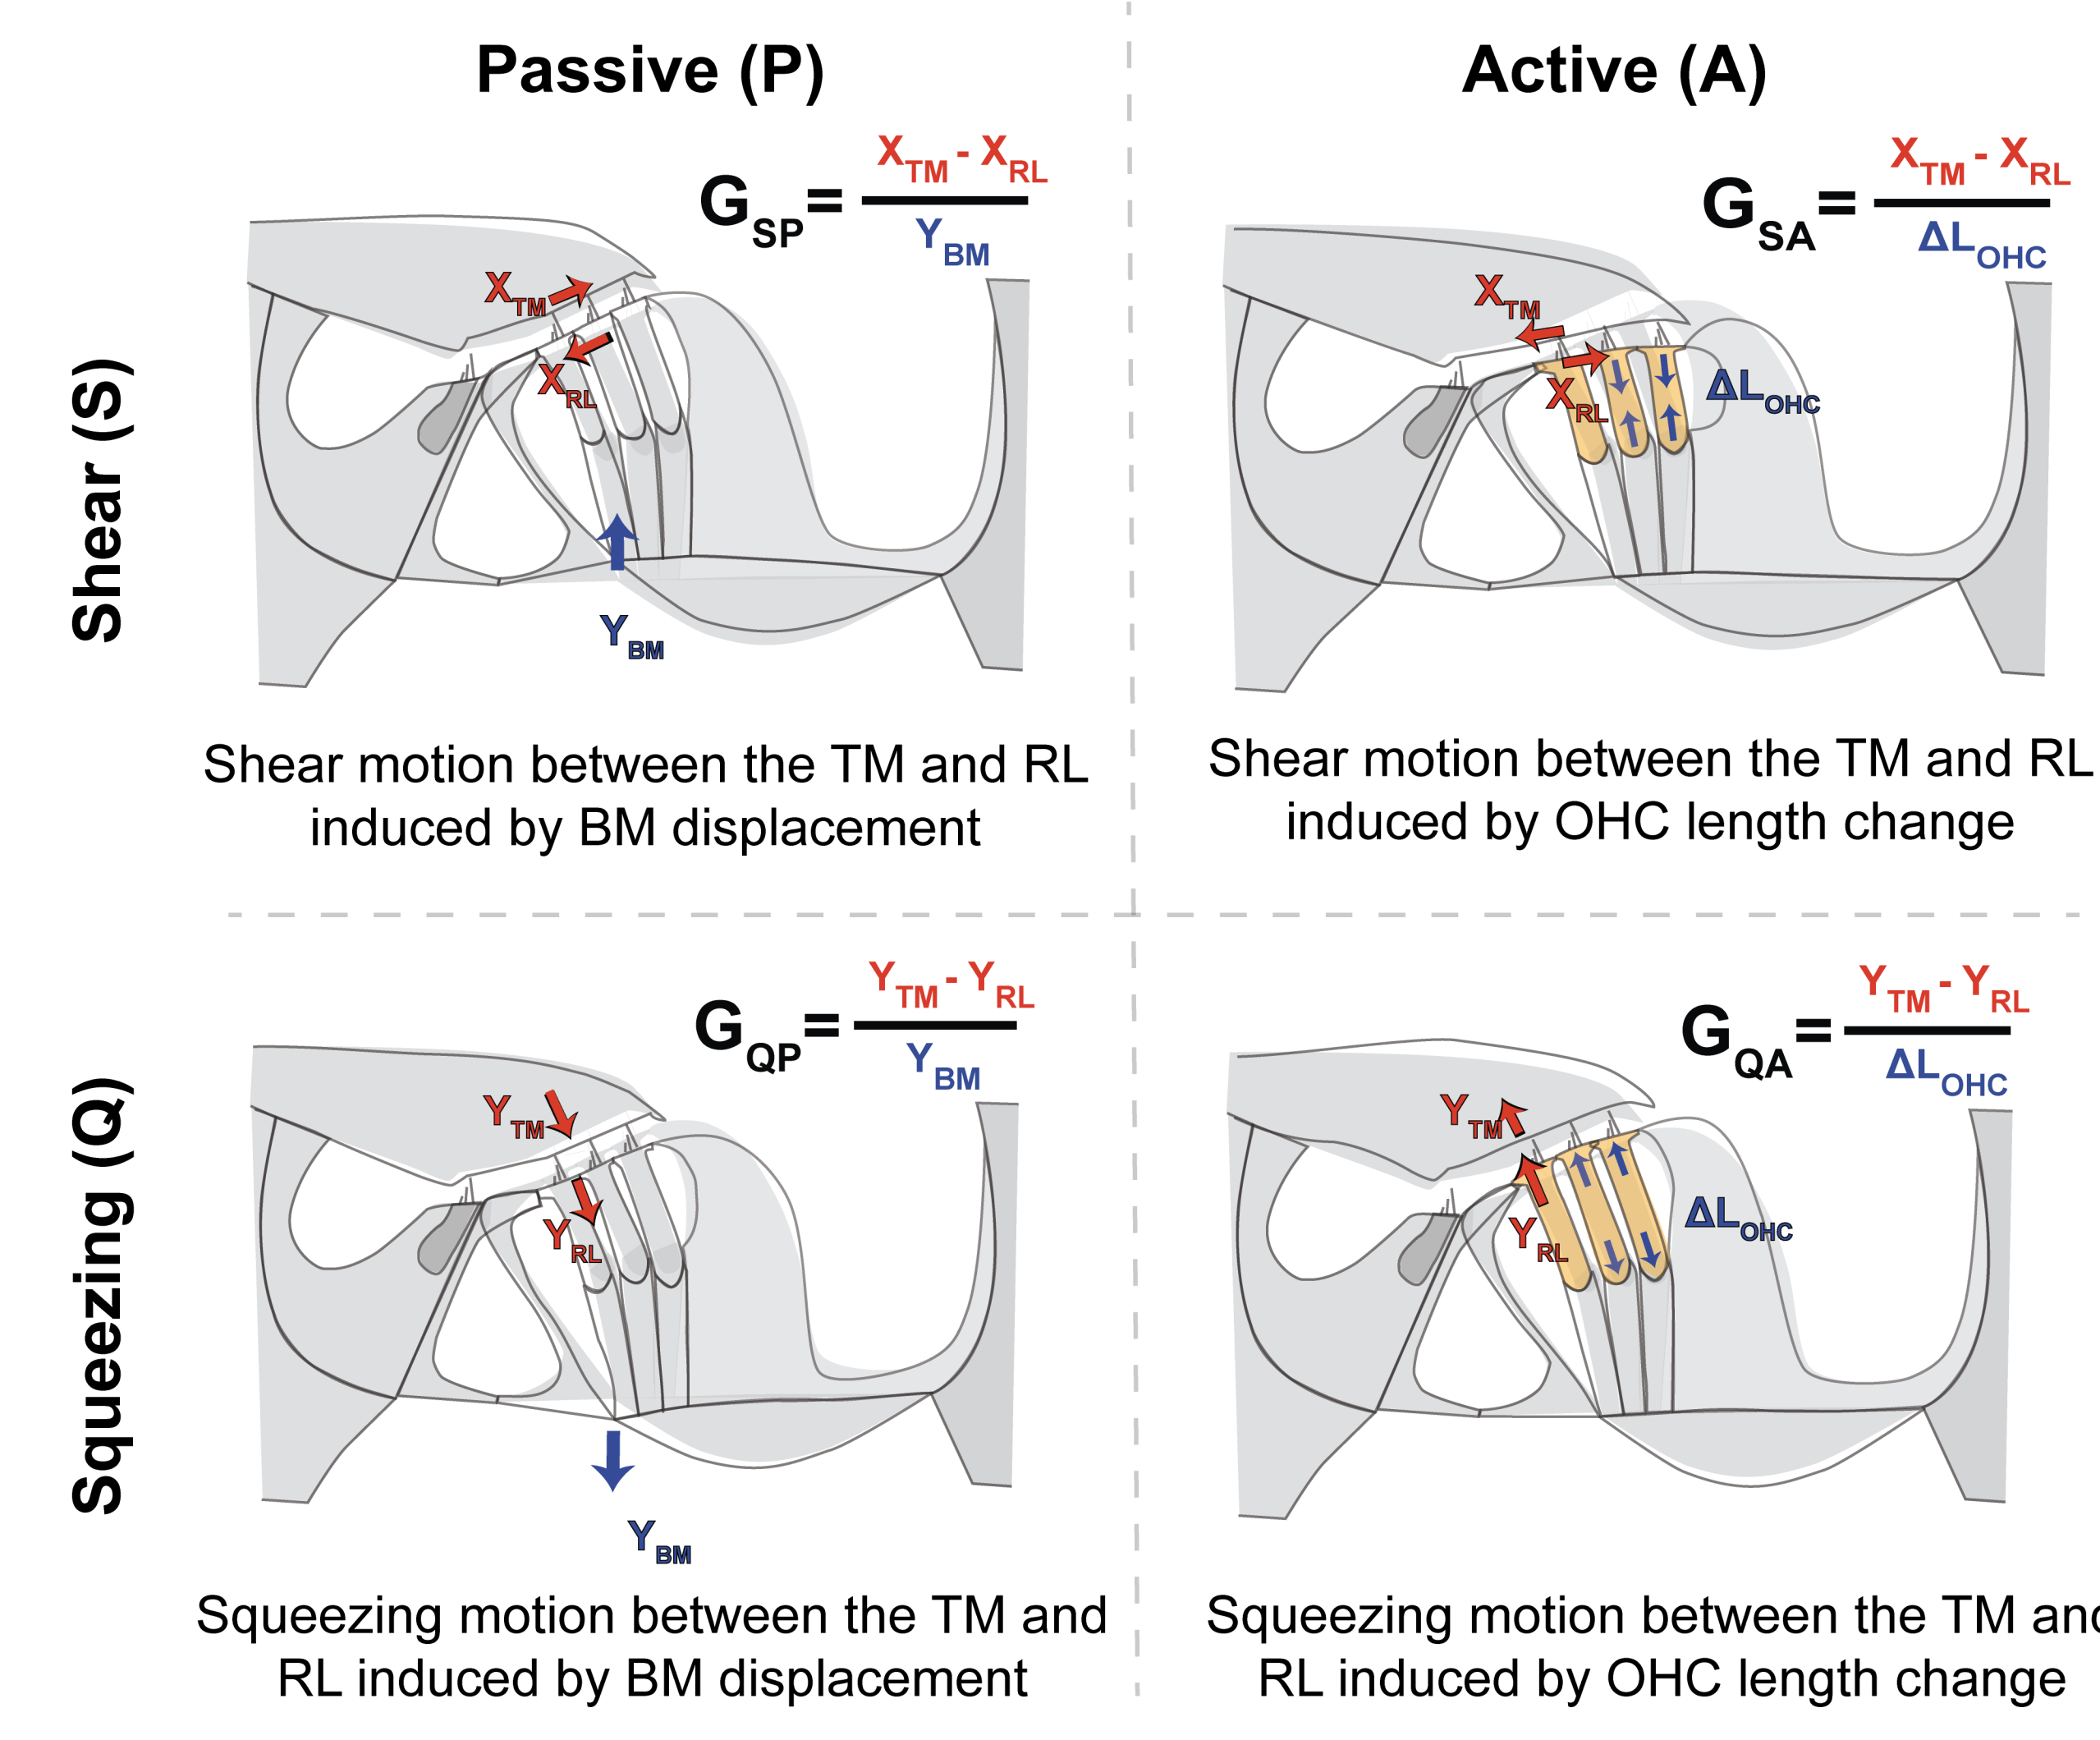 Passive (P)
Active (A)
Shear (S)
G_SP = (X_TM - X_RL) / Y_BM
X_TM
X_RL
Y_BM
Shear motion between the TM and RL
induced by BM displacement
G_SA = (X_TM - X_RL) / ΔL_OHC
X_TM
X_RL
ΔL_OHC
Shear motion between the TM and RL
induced by OHC length change
Squeezing (Q)
G_QP = (Y_TM - Y_RL) / Y_BM
Y_TM
Y_RL
Y_BM
Squeezing motion between the TM and
RL induced by BM displacement
G_QA = (Y_TM - Y_RL) / ΔL_OHC
Y_TM
Y_RL
ΔL_OHC
Squeezing motion between the TM and
RL induced by OHC length change